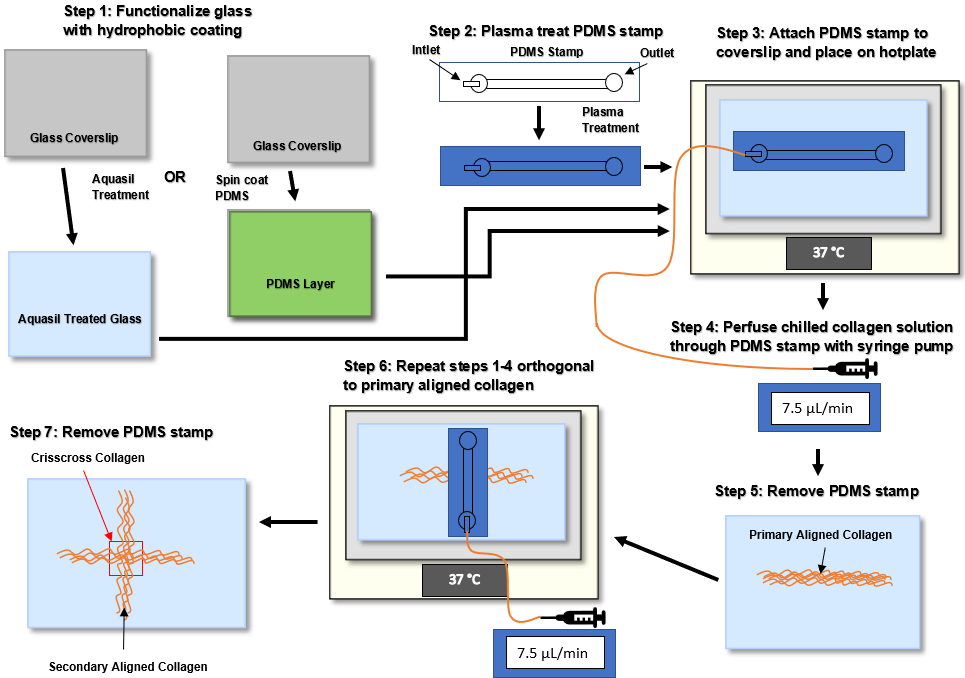 Step 1: Functionalize glass
with hydrophobic coating
Glass Coverslip
Glass Coverslip
Aquasil
Treatment
OR
Spin coat
PDMS
PDMS Layer
Aquasil Treated Glass
Step 2: Plasma treat PDMS stamp
Intlet
PDMS Stamp
Outlet
Plasma
Treatment
Step 3: Attach PDMS stamp to
coverslip and place on hotplate
37 °C
Step 4: Perfuse chilled collagen solution
through PDMS stamp with syringe pump
7.5 µL/min
Step 5: Remove PDMS stamp
Primary Aligned Collagen
Step 6: Repeat steps 1-4 orthogonal
to primary aligned collagen
37 °C
7.5 µL/min
Step 7: Remove PDMS stamp
Crisscross Collagen
Secondary Aligned Collagen